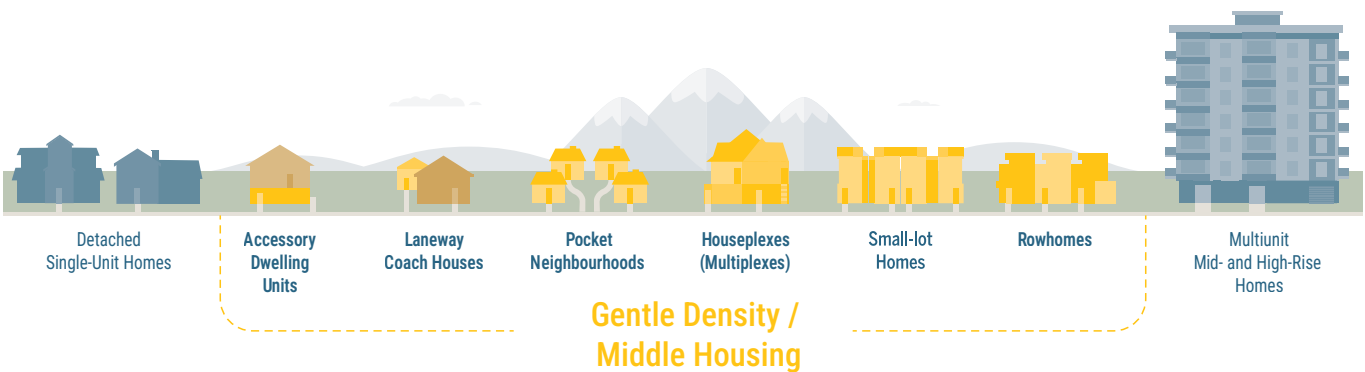 Detached
Single-Unit Homes
Accessory
Dwelling
Units
Laneway
Coach Houses
Pocket
Neighbourhoods
Houseplexes
(Multiplexes)
Small-lot
Homes
Rowhomes
Multiunit
Mid- and High-Rise
Homes
Gentle Density /
Middle Housing